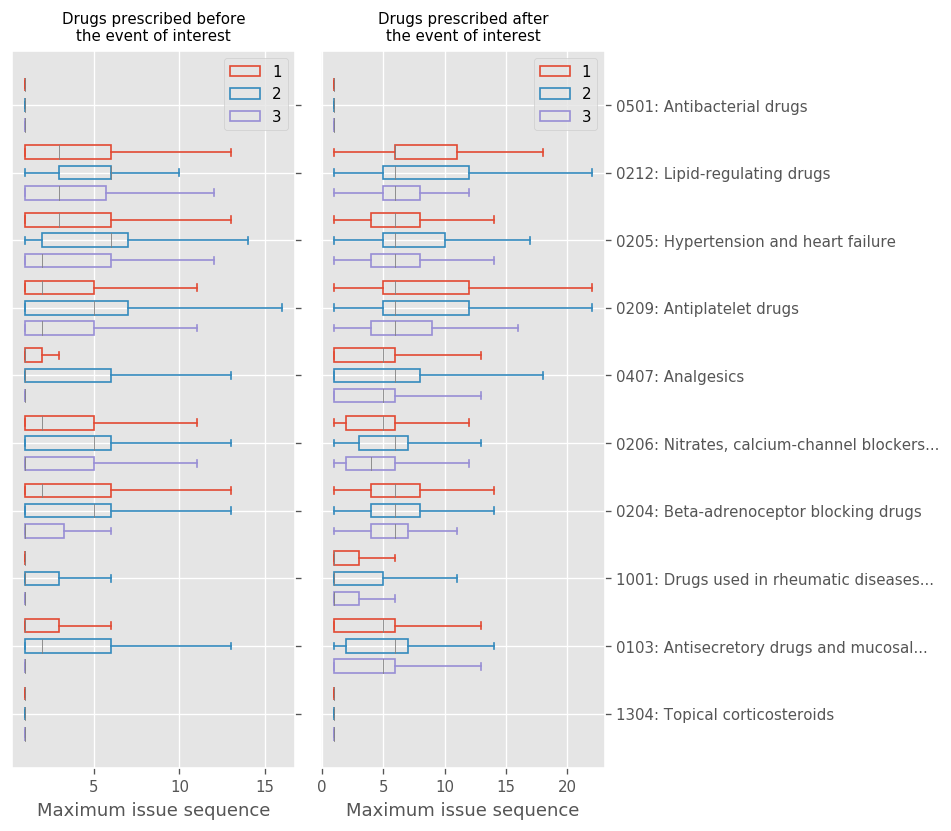 Drugs prescribed before
the event of interest
Drugs prescribed after
the event of interest
1
2
3
1
2
3
0501: Antibacterial drugs
0212: Lipid-regulating drugs
0205: Hypertension and heart failure
0209: Antiplatelet drugs
0407: Analgesics
0206: Nitrates, calcium-channel blockers...
0204: Beta-adrenoceptor blocking drugs
1001: Drugs used in rheumatic diseases...
0103: Antisecretory drugs and mucosal...
1304: Topical corticosteroids
5 10 15
0 5 10 15 20
Maximum issue sequence
Maximum issue sequence